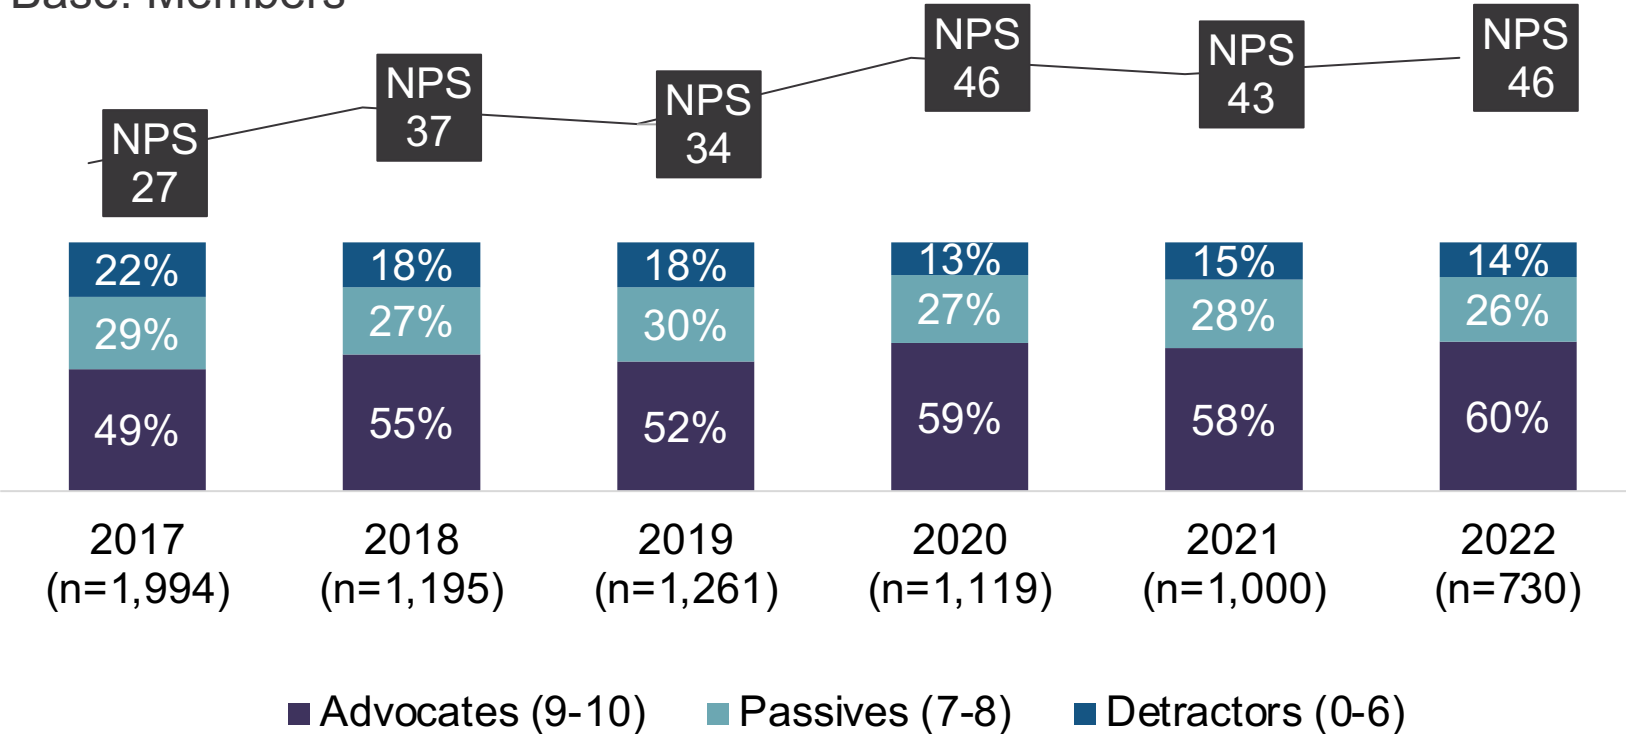 Base: Members
NPS
27
NPS
37
NPS
34
NPS
46
NPS
43
NPS
46
22%
18%
18%
13%
15%
14%
29%
27%
30%
27%
28%
26%
49%
55%
52%
59%
58%
60%
2017
(n=1,994)
2018
(n=1,195)
2019
(n=1,261)
2020
(n=1,119)
2021
(n=1,000)
2022
(n=730)
Advocates (9-10)
Passives (7-8)
Detractors (0-6)